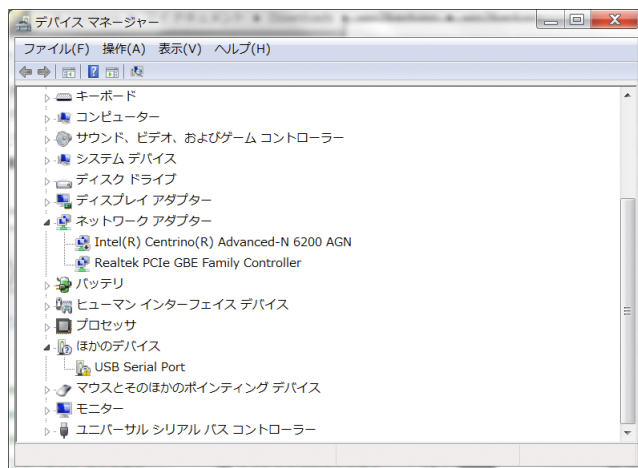 デバイス マネージャー
ファイル(F) 操作(A) 表示(V) ヘルプ(H)
キーボード
コンピューター
サウンド、ビデオ、およびゲーム コントローラー
システム デバイス
ディスク ドライブ
ディスプレイ アダプター
ネットワーク アダプター
Intel(R) Centrino(R) Advanced-N 6200 AGN
Realtek PCIe GBE Family Controller
バッテリ
ヒューマン インターフェイス デバイス
プロセッサ
ほかのデバイス
USB Serial Port
マウスとそのほかのポインティング デバイス
モニター
ユニバーサル シリアル バス コントローラー